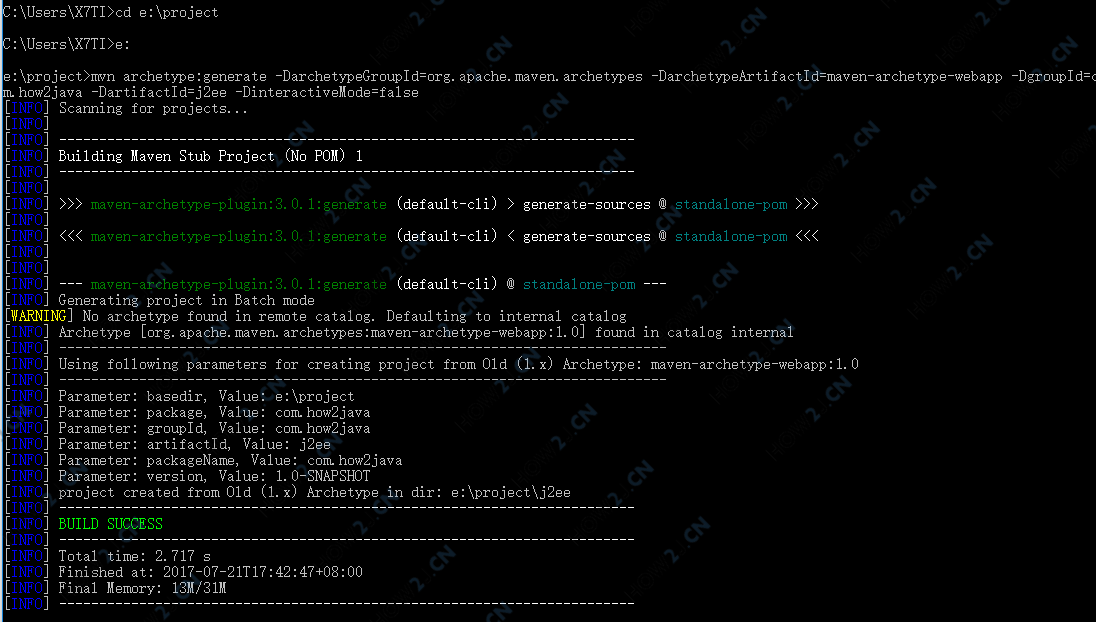 C:\Users\X7TI>cd e:\project
C:\Users\X7TI>e:
e:\project>mvn archetype:generate -DarchetypeGroupId=org.apache.maven.archetypes -DarchetypeArtifactId=maven-archetype-webapp -DgroupId=c
m.how2java -DartifactId=j2ee -DinteractiveMode=false
[INFO] Scanning for projects...
[INFO]
[INFO] ------------------------------------------------------------------------
[INFO] Building Maven Stub Project (No POM) 1
[INFO] ------------------------------------------------------------------------
[INFO]
[INFO] >>> maven-archetype-plugin:3.0.1:generate (default-cli) > generate-sources @ standalone-pom >>>
[INFO]
[INFO] <<< maven-archetype-plugin:3.0.1:generate (default-cli) < generate-sources @ standalone-pom <<<
[INFO]
[INFO]
[INFO] --- maven-archetype-plugin:3.0.1:generate (default-cli) @ standalone-pom ---
[INFO] Generating project in Batch mode
[WARNING] No archetype found in remote catalog. Defaulting to internal catalog
[INFO] Archetype [org.apache.maven.archetypes:maven-archetype-webapp:1.0] found in catalog internal
[INFO] ----------------------------------------------------------------------------
[INFO] Using following parameters for creating project from Old (1.x) Archetype: maven-archetype-webapp:1.0
[INFO] ----------------------------------------------------------------------------
[INFO] Parameter: basedir, Value: e:\project
[INFO] Parameter: package, Value: com.how2java
[INFO] Parameter: groupId, Value: com.how2java
[INFO] Parameter: artifactId, Value: j2ee
[INFO] Parameter: packageName, Value: com.how2java
[INFO] Parameter: version, Value: 1.0-SNAPSHOT
[INFO] project created from Old (1.x) Archetype in dir: e:\project\j2ee
[INFO] ------------------------------------------------------------------------
[INFO] BUILD SUCCESS
[INFO] ------------------------------------------------------------------------
[INFO] Total time: 2.717 s
[INFO] Finished at: 2017-07-21T17:42:47+08:00
[INFO] Final Memory: 13M/31M
[INFO] ------------------------------------------------------------------------